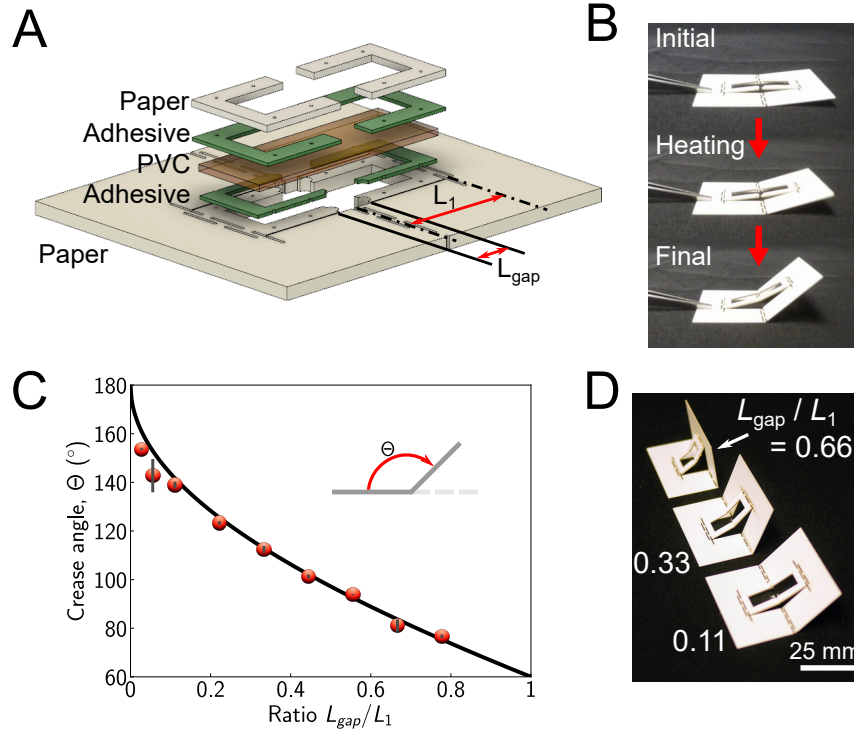 A
Paper
Adhesive
PVC
Adhesive
Paper
L1
Lgap
B
Initial
Heating
Final
C
Crease angle, Θ (°)
180
160
140
120
100
80
60
0
0.2
0.4
0.6
0.8
1
Ratio Lgap/L1
Θ
D
Lgap / L1
= 0.66
0.33
0.11
25 mm